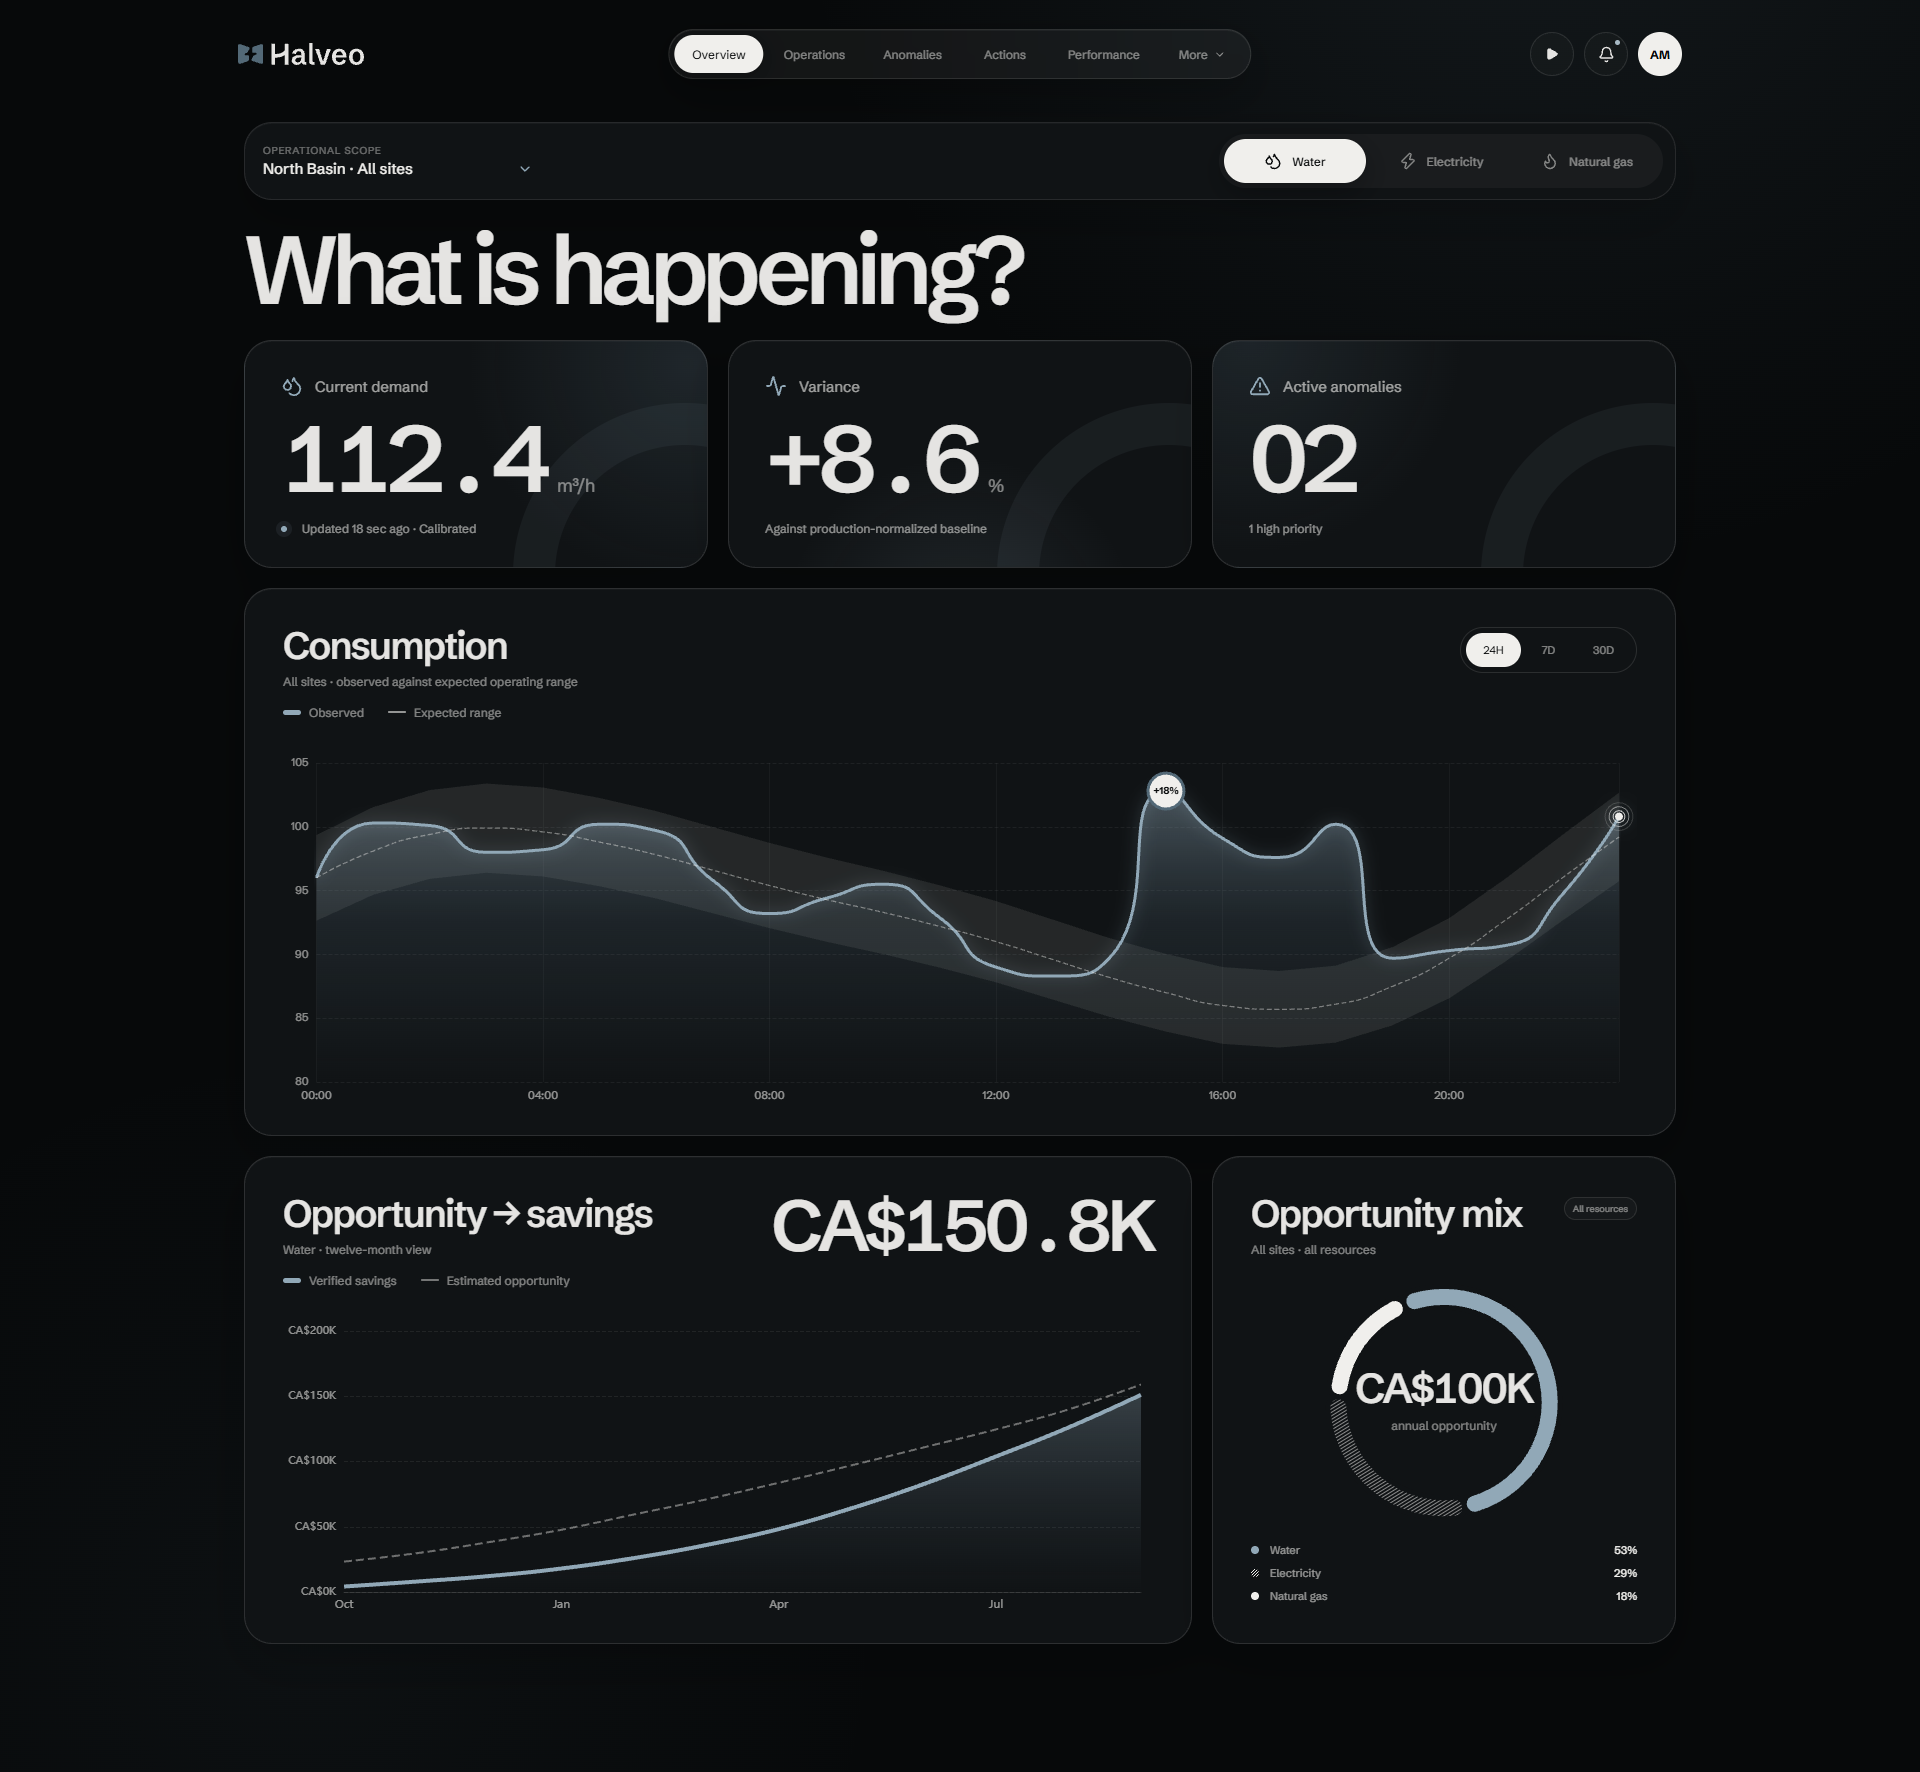 Halveo
Overview
Operations
Anomalies
Actions
Performance
More
AM
OPERATIONAL SCOPE
North Basin · All sites
Water
Electricity
Natural gas
What is happening?
Current demand
112.4 m³/h
Updated 18 sec ago · Calibrated
Variance
+8.6 %
Against production-normalized baseline
Active anomalies
02
1 high priority
Consumption
All sites · observed against expected operating range
Observed
Expected range
24H
7D
30D
105
100
95
90
85
80
+18%
00:00
04:00
08:00
12:00
16:00
20:00
Opportunity → savings
Water · twelve-month view
Verified savings
Estimated opportunity
CA$150.8K
CA$200K
CA$150K
CA$100K
CA$50K
CA$0K
Oct
Jan
Apr
Jul
Opportunity mix
All resources
All sites · all resources
CA$100K
annual opportunity
Water 53%
Electricity 29%
Natural gas 18%